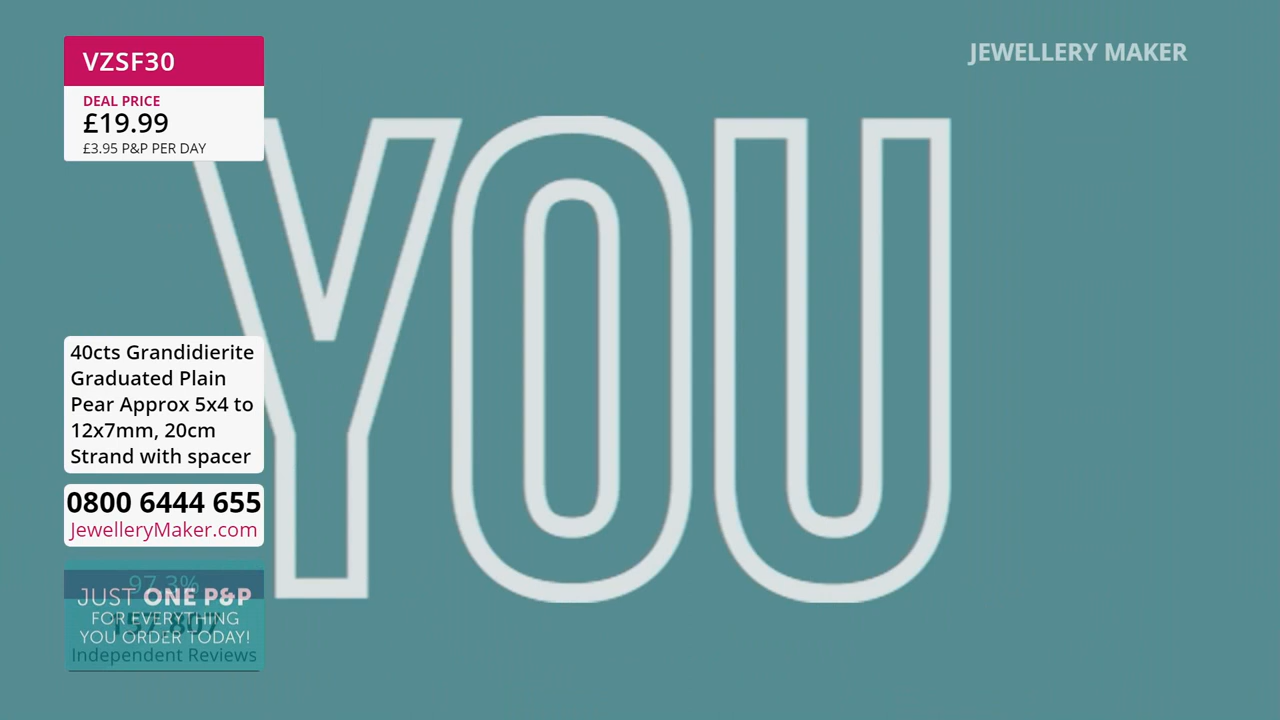 VZSF30
DEAL PRICE
£19.99
£3.95 P&P PER DAY
JEWELLERY MAKER
YOU
40cts Grandidierite
Graduated Plain
Pear Approx 5x4 to
12x7mm, 20cm
Strand with spacer
0800 6444 655
JewelleryMaker.com
97.3%
JUST ONE P&P
FOR EVERYTHING
YOU ORDER TODAY!
Independent Reviews